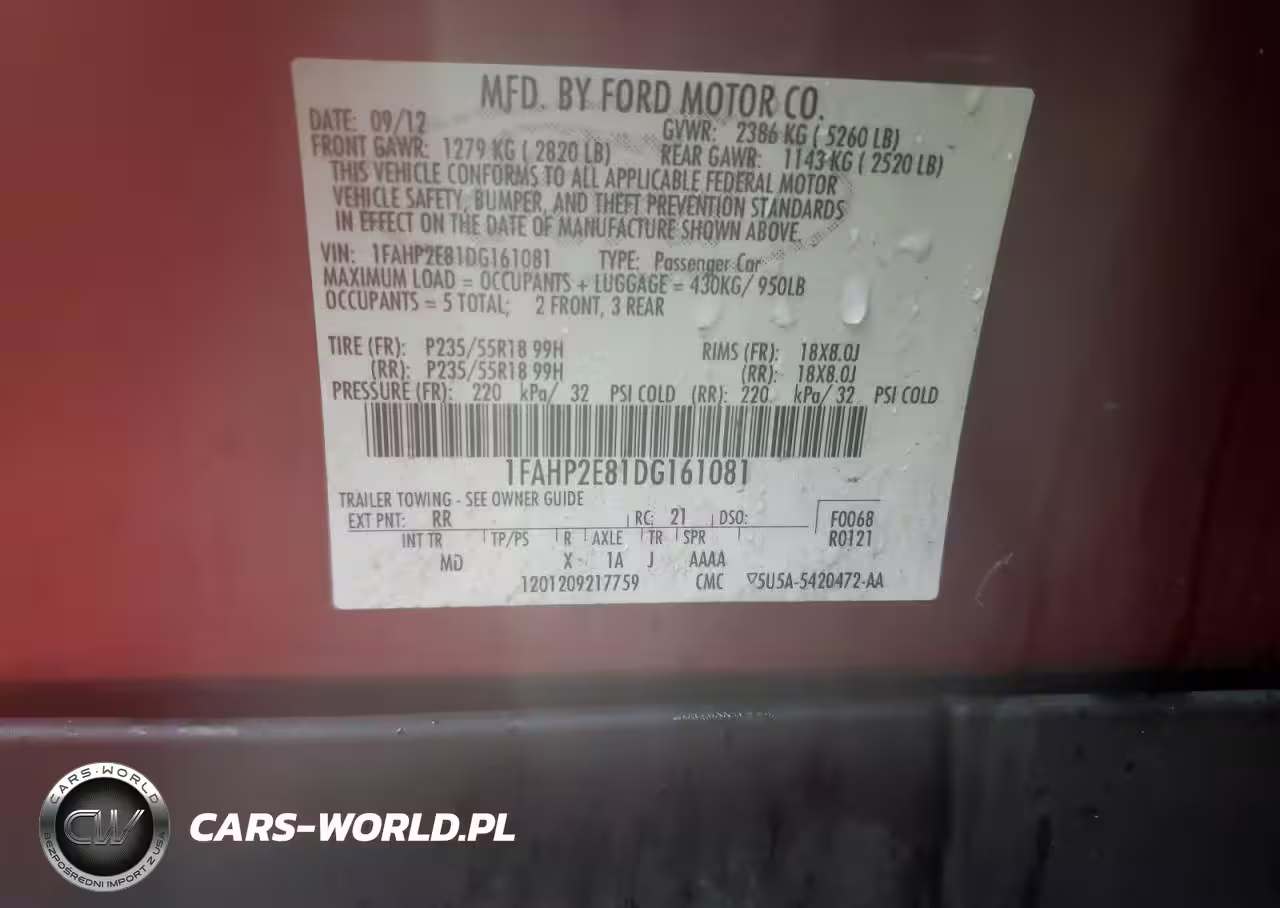 MFD. BY FORD MOTOR CO.
DATE: 09/12 GVWR: 2386 KG ( 5260 LB)
FRONT GAWR: 1279 KG ( 2820 LB) REAR GAWR: 1143 KG ( 2520 LB)
THIS VEHICLE CONFORMS TO ALL APPLICABLE FEDERAL MOTOR
VEHICLE SAFETY, BUMPER, AND THEFT PREVENTION STANDARDS
IN EFFECT ON THE DATE OF MANUFACTURE SHOWN ABOVE.
VIN: 1FAHP2E81DG161081 TYPE: Passenger Car
MAXIMUM LOAD = OCCUPANTS + LUGGAGE = 430KG/ 950LB
OCCUPANTS = 5 TOTAL; 2 FRONT, 3 REAR
TIRE (FR): P235/55R18 99H RIMS (FR): 18X8.0J
(RR): P235/55R18 99H (RR): 18X8.0J
PRESSURE (FR): 220 kPa/ 32 PSI COLD (RR): 220 kPa/ 32 PSI COLD
1FAHP2E81DG161081
TRAILER TOWING - SEE OWNER GUIDE
EXT PNT: RR RC: 21 DSO: F0068
INT TR TP/PS R AXLE TR SPR R0121
MD X 1A J AAAA
1201209217759 CMC ▽5U5A-5420472-AA
CARS-WORLD
CW
BEZPOŚREDNI IMPORT Z USA
CARS-WORLD.PL